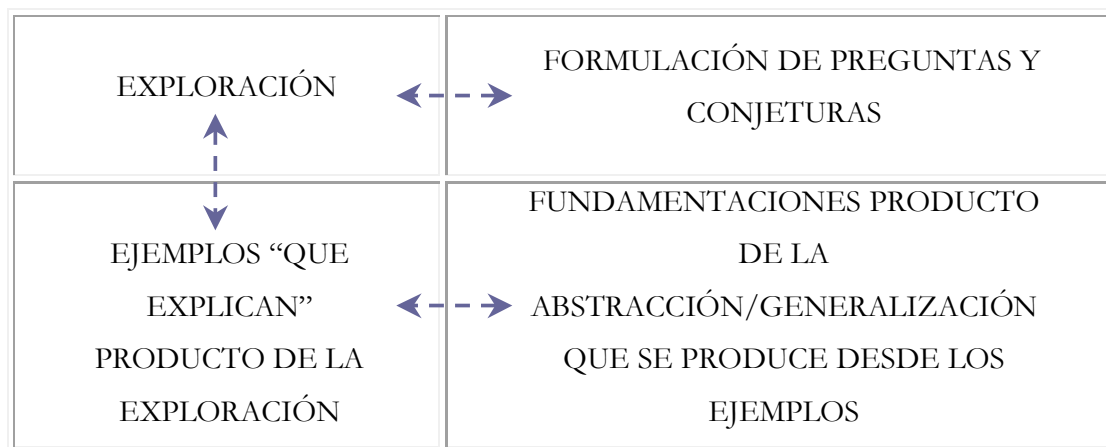 EXPLORACIÓN
FORMULACIÓN DE PREGUNTAS Y
CONJETURAS
EJEMPLOS “QUE
EXPLICAN”
PRODUCTO DE LA
EXPLORACIÓN
FUNDAMENTACIONES PRODUCTO
DE LA
ABSTRACCIÓN/GENERALIZACIÓN
QUE SE PRODUCE DESDE LOS
EJEMPLOS